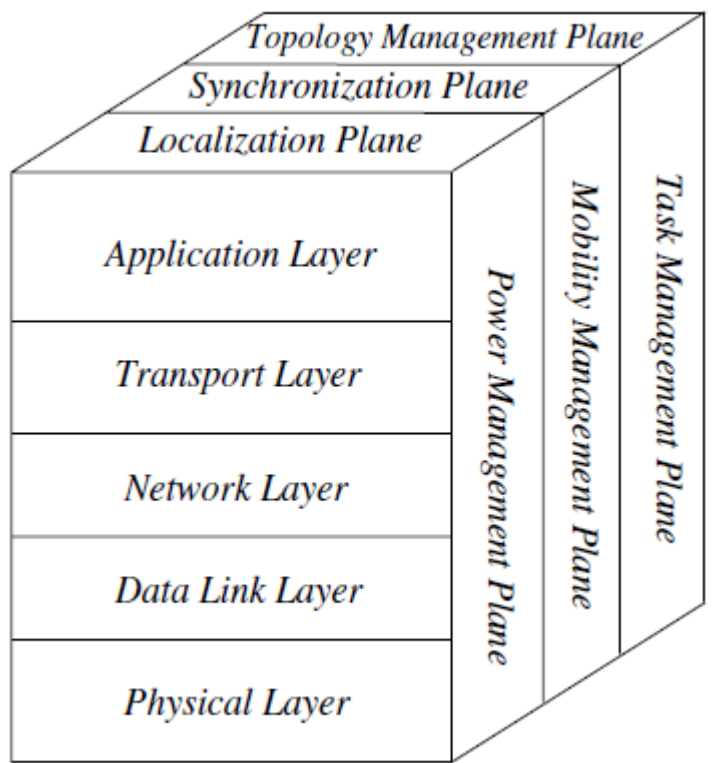 Topology Management Plane
Synchronization Plane
Localization Plane
Application Layer
Transport Layer
Network Layer
Data Link Layer
Physical Layer
Power Management Plane
Mobility Management Plane
Task Management Plane